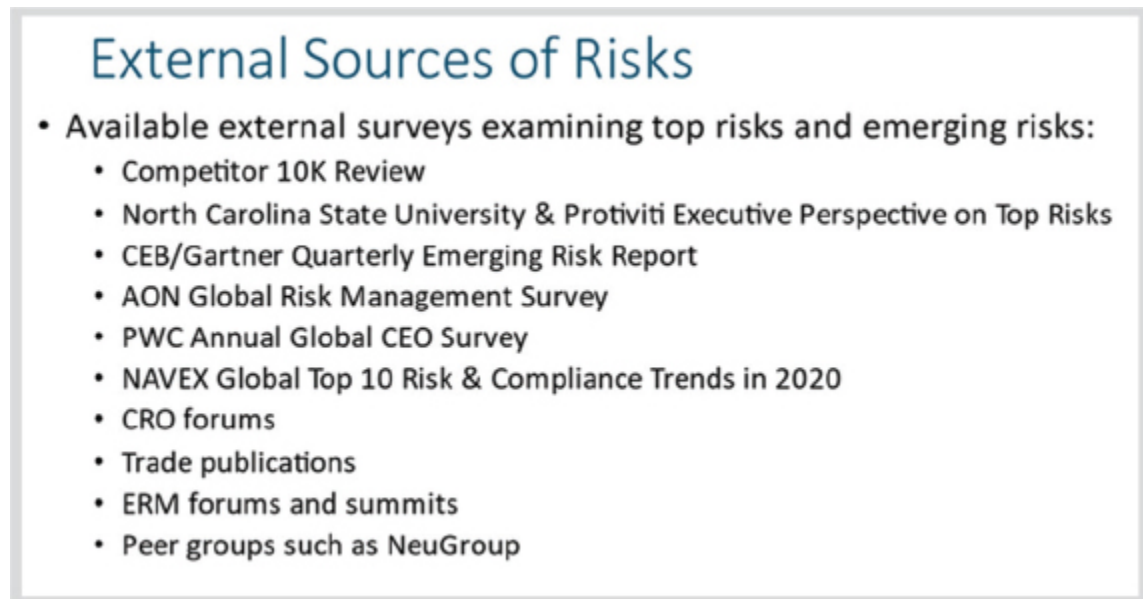 External Sources of Risks
• Available external surveys examining top risks and emerging risks:
• Competitor 10K Review
• North Carolina State University & Protiviti Executive Perspective on Top Risks
• CEB/Gartner Quarterly Emerging Risk Report
• AON Global Risk Management Survey
• PWC Annual Global CEO Survey
• NAVEX Global Top 10 Risk & Compliance Trends in 2020
• CRO forums
• Trade publications
• ERM forums and summits
• Peer groups such as NeuGroup